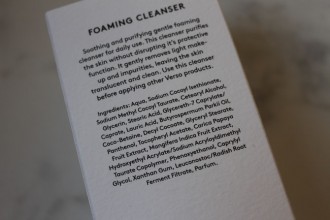 FOAMING CLEANSER
Soothing and purifying gentle foaming
cleanser for daily use. This cleanser purifies
the skin without disrupting it's protective
function. It gently removes light make-
up and impurities, leaving the skin
translucent and clean. Use this cleanser
before applying other Verso products.
Ingredients: Aqua, Sodium Cocoyl Isethionate,
Sodium Methyl Cocoyl Taurate, Cetearyl Alcohol,
Glycerin, Stearic Acid, Glycereth-7 Caprylate/
Caprate, Lauric Acid, Butyrospermum Parkii Oil,
Coco-Betaine, Decyl Cocoate, Glyceryl Stearate,
Panthenol, Tocopheryl Acetate, Carica Papaya
Fruit Extract, Mangifera Indica Fruit Extract,
Hydroxyethyl Acrylate/Sodium Acryloyldimethyl
Taurate Copolymer, Phenoxyethanol, Caprylyl
Glycol, Xanthan Gum, Leuconostoc/Radish Root
Ferment Filtrate, Parfum.